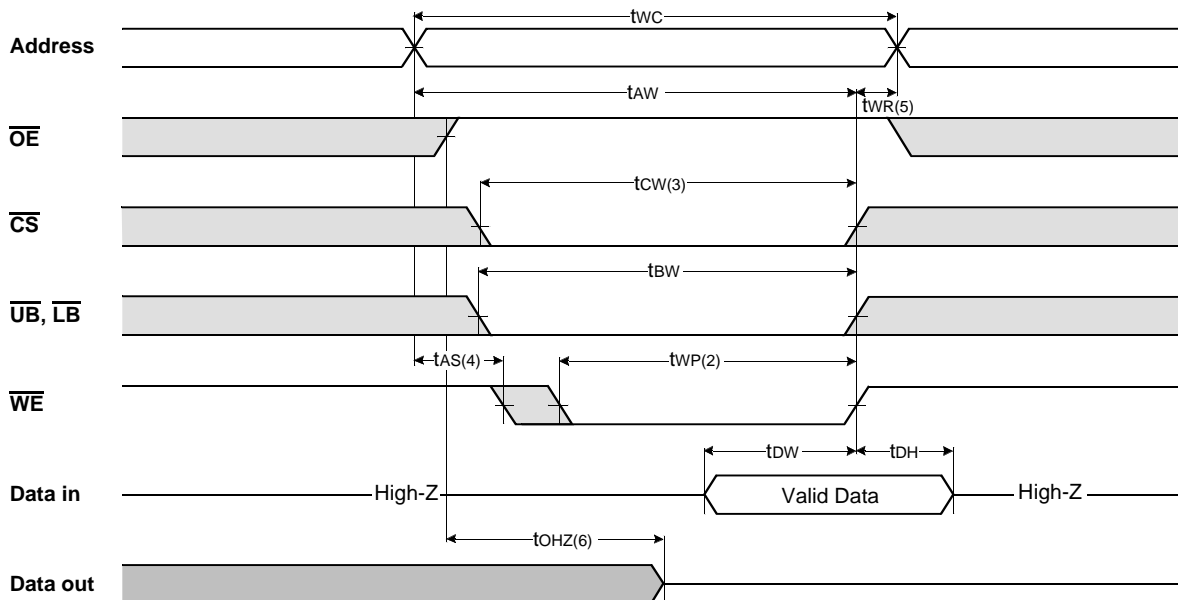 tWC
Address
tAW
tWR(5)
OE
tCW(3)
CS
tBW
UB, LB
tAS(4)
tWP(2)
WE
tDW
tDH
Data in
High-Z
Valid Data
High-Z
tOHZ(6)
Data out